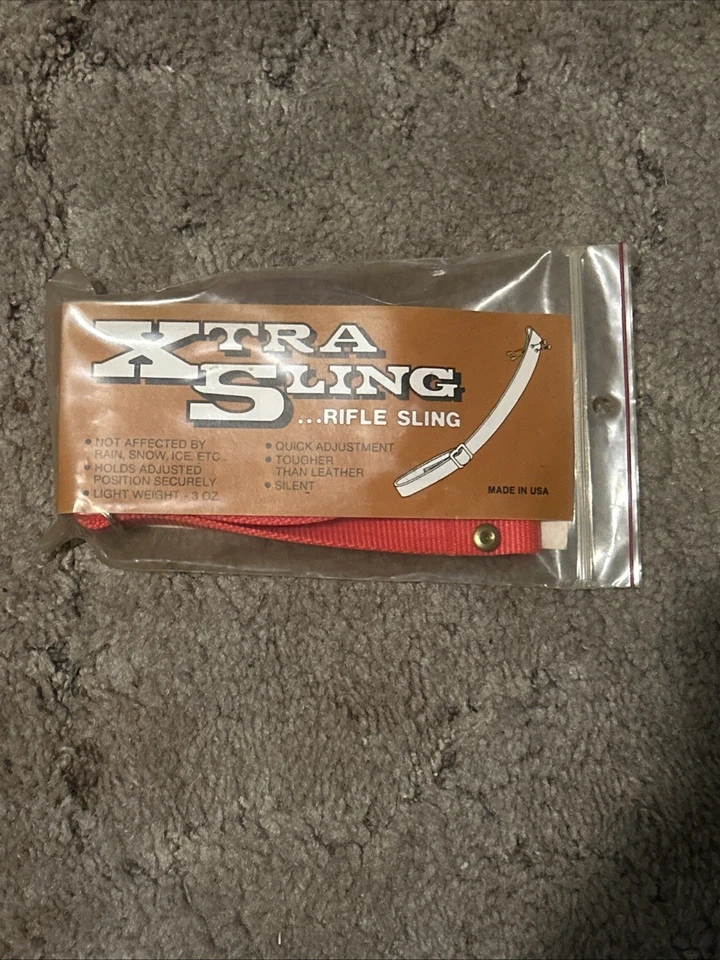 XTRA
SLING
...RIFLE SLING
• NOT AFFECTED BY
RAIN, SNOW, ICE, ETC
• HOLDS ADJUSTED
POSITION SECURELY
• LIGHT WEIGHT - 3 OZ.
• QUICK ADJUSTMENT
• TOUGHER
THAN LEATHER
• SILENT
MADE IN USA